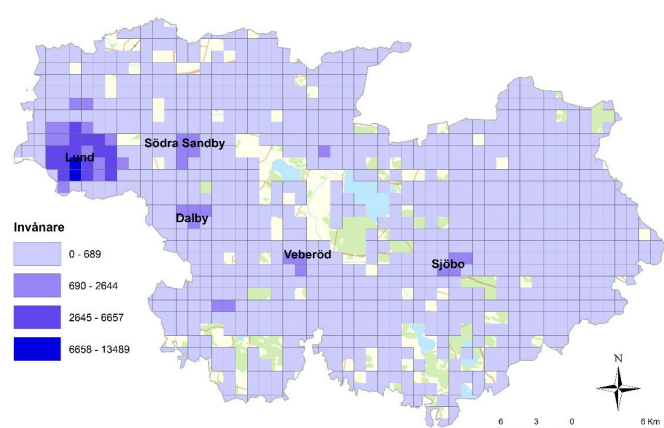 Södra Sandby
Lund
Dalby
Invånare
Veberöd
Sjöbo
0 - 689
690 - 2644
2645 - 6657
6658 - 13489
N
6 3 0 6 Km